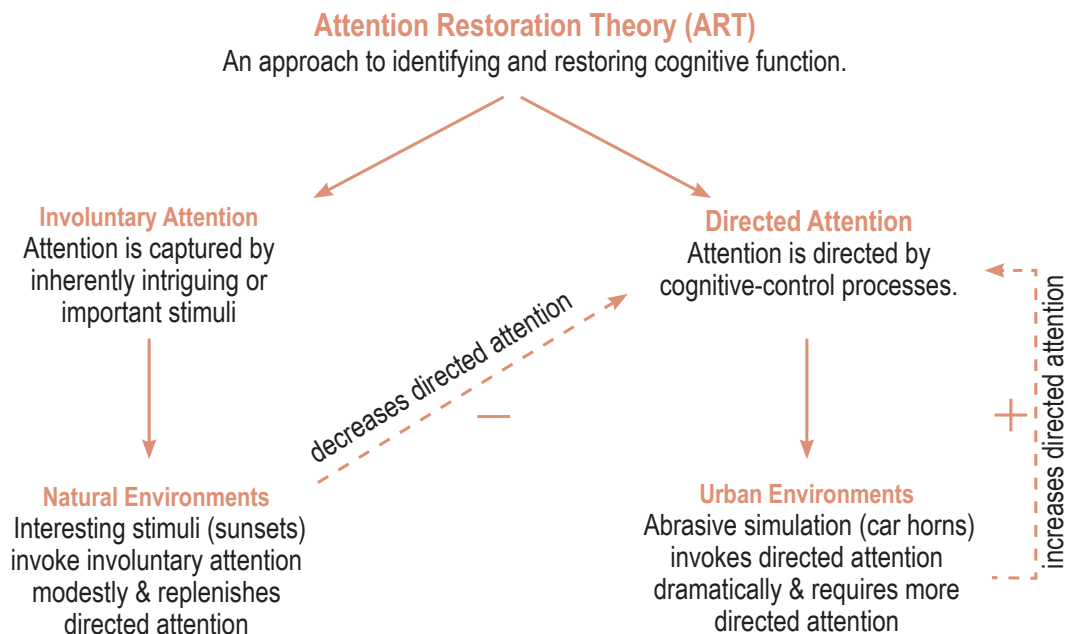 Attention Restoration Theory (ART)
An approach to identifying and restoring cognitive function.
Involuntary Attention
Attention is captured by
inherently intriguing or
important stimuli
Directed Attention
Attention is directed by
cognitive-control processes.
decreases directed attention
−
+
increases directed attention
Natural Environments
Interesting stimuli (sunsets)
invoke involuntary attention
modestly & replenishes
directed attention
Urban Environments
Abrasive simulation (car horns)
invokes directed attention
dramatically & requires more
directed attention